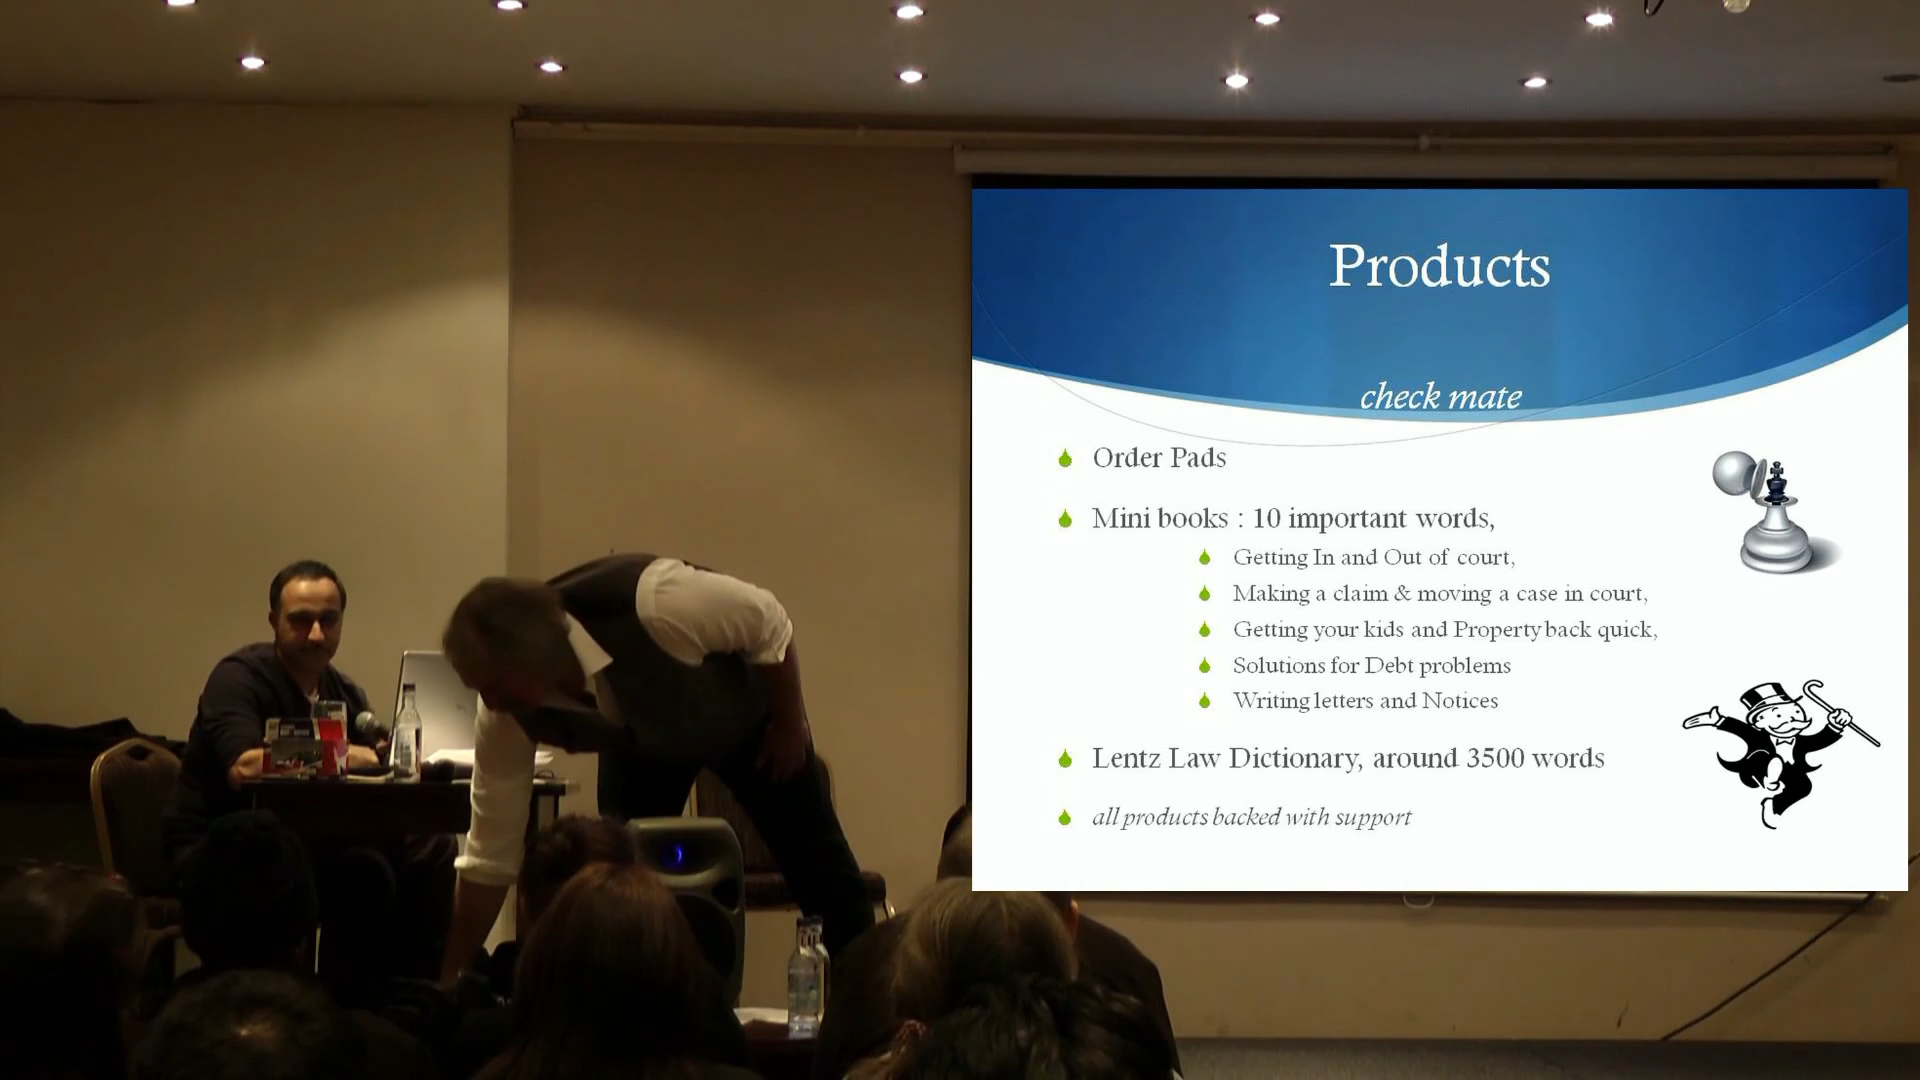 Products
check mate
Order Pads
Mini books : 10 important words,
Getting In and Out of court,
Making a claim & moving a case in court,
Getting your kids and Property back quick,
Solutions for Debt problems
Writing letters and Notices
Lentz Law Dictionary, around 3500 words
all products backed with support